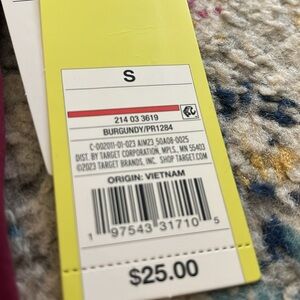 S
214 03 3619
BURGUNDY/PR1284
C-002011-01-023 AIM23 50A08-0025
DIST. BY TARGET CORPORATION, MPLS., MN 55403
©2023 TARGET BRANDS, INC. SHOP TARGET.COM
ORIGIN: VIETNAM
1 97543 31710 5
$25.00